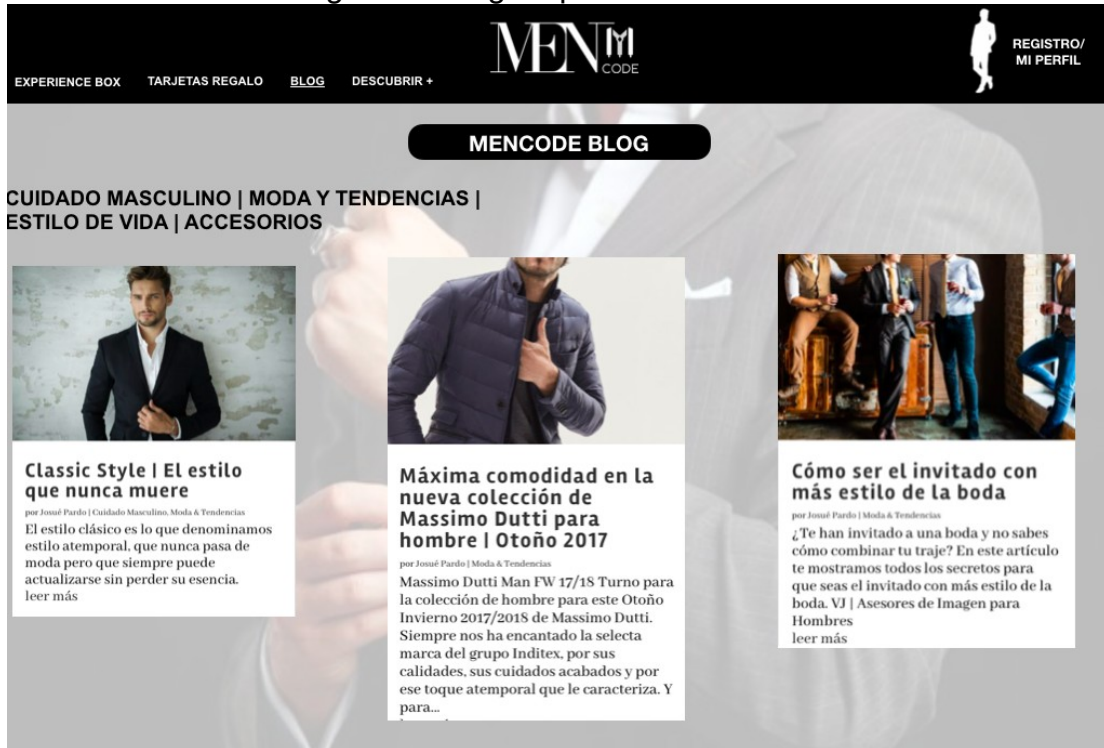 MEN
CODE
REGISTRO/
MI PERFIL
EXPERIENCE BOX TARJETAS REGALO BLOG DESCUBRIR +
MENCODE BLOG
CUIDADO MASCULINO | MODA Y TENDENCIAS |
ESTILO DE VIDA | ACCESORIOS
Classic Style | El estilo
que nunca muere
por Josué Pardo | Cuidado Masculino, Moda & Tendencias
El estilo clásico es lo que denominamos
estilo atemporal, que nunca pasa de
moda pero que siempre puede
actualizarse sin perder su esencia.
leer más
Máxima comodidad en la
nueva colección de
Massimo Dutti para
hombre | Otoño 2017
por Josué Pardo | Moda & Tendencias
Massimo Dutti Man FW 17/18 Turno para
la colección de hombre para este Otoño
Invierno 2017/2018 de Massimo Dutti.
Siempre nos ha encantado la selecta
marca del grupo Inditex, por sus
calidades, sus cuidados acabados y por
ese toque atemporal que le caracteriza. Y
para...
Cómo ser el invitado con
más estilo de la boda
por Josué Pardo | Moda & Tendencias
¿Te han invitado a una boda y no sabes
cómo combinar tu traje? En este artículo
te mostramos todos los secretos para
que seas el invitado con más estilo de la
boda. VJ | Asesores de Imagen para
Hombres
leer más